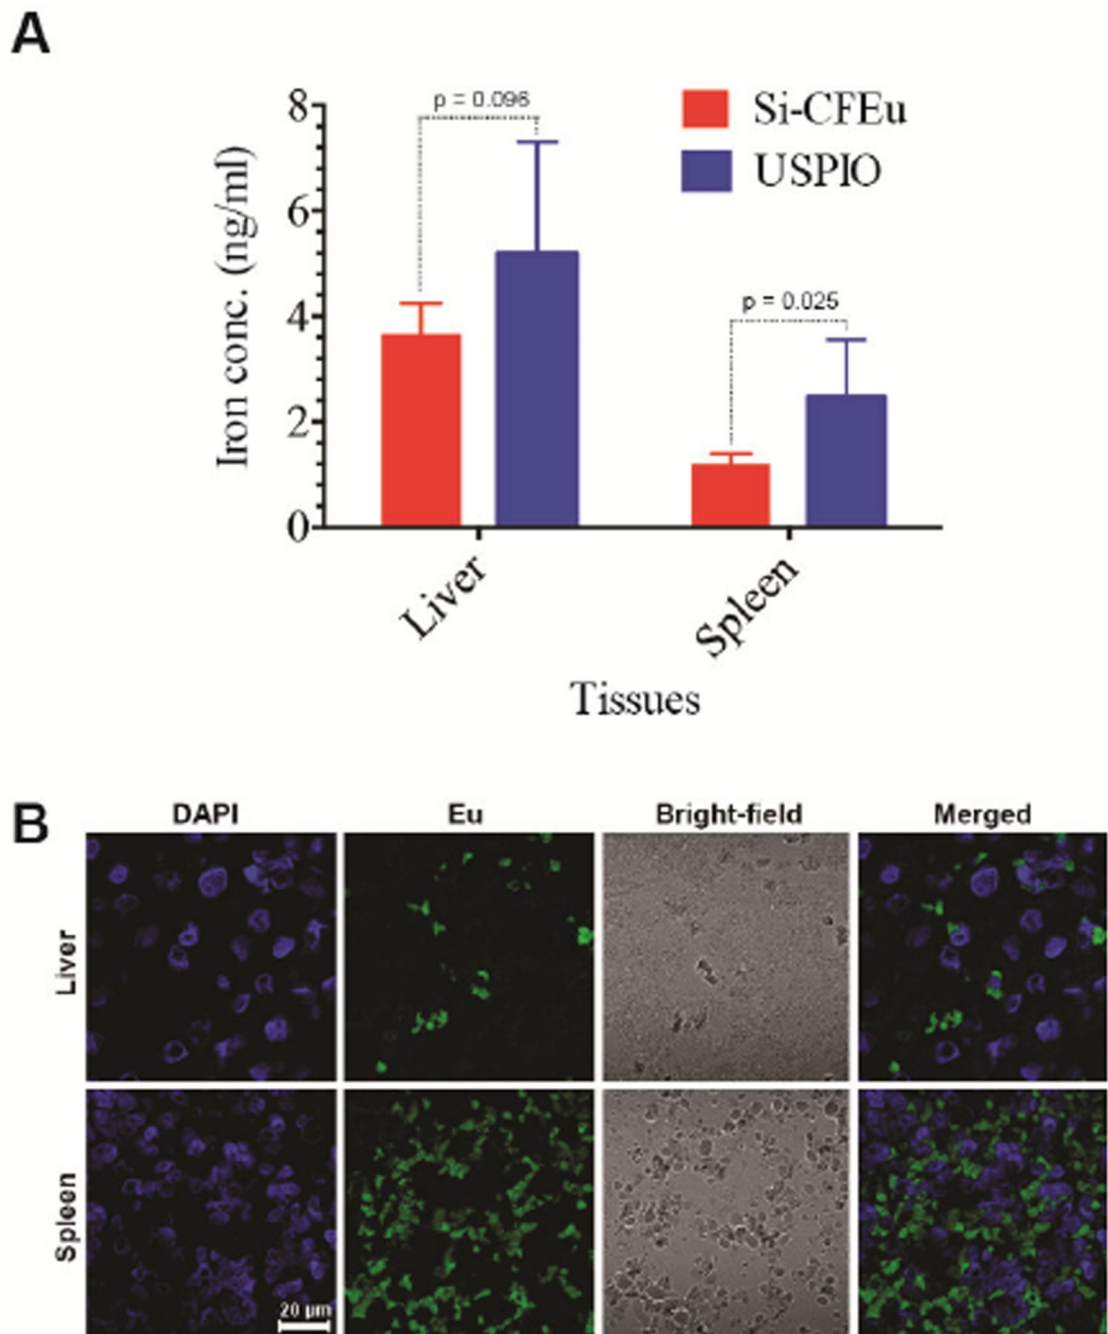 A
p = 0.096
Si-CFEu
USPIO
Iron conc. (ng/ml)
8
6
4
2
0
p = 0.025
Liver
Spleen
Tissues
B
DAPI
Eu
Bright-field
Merged
Liver
Spleen
20 µm